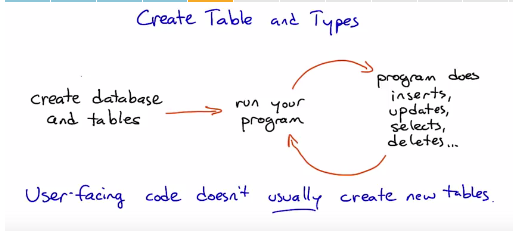 Create Table and Types
create database
and tables
run your
program
program does
inserts,
updates,
selects,
deletes...
User-facing code doesn't usually create new tables.